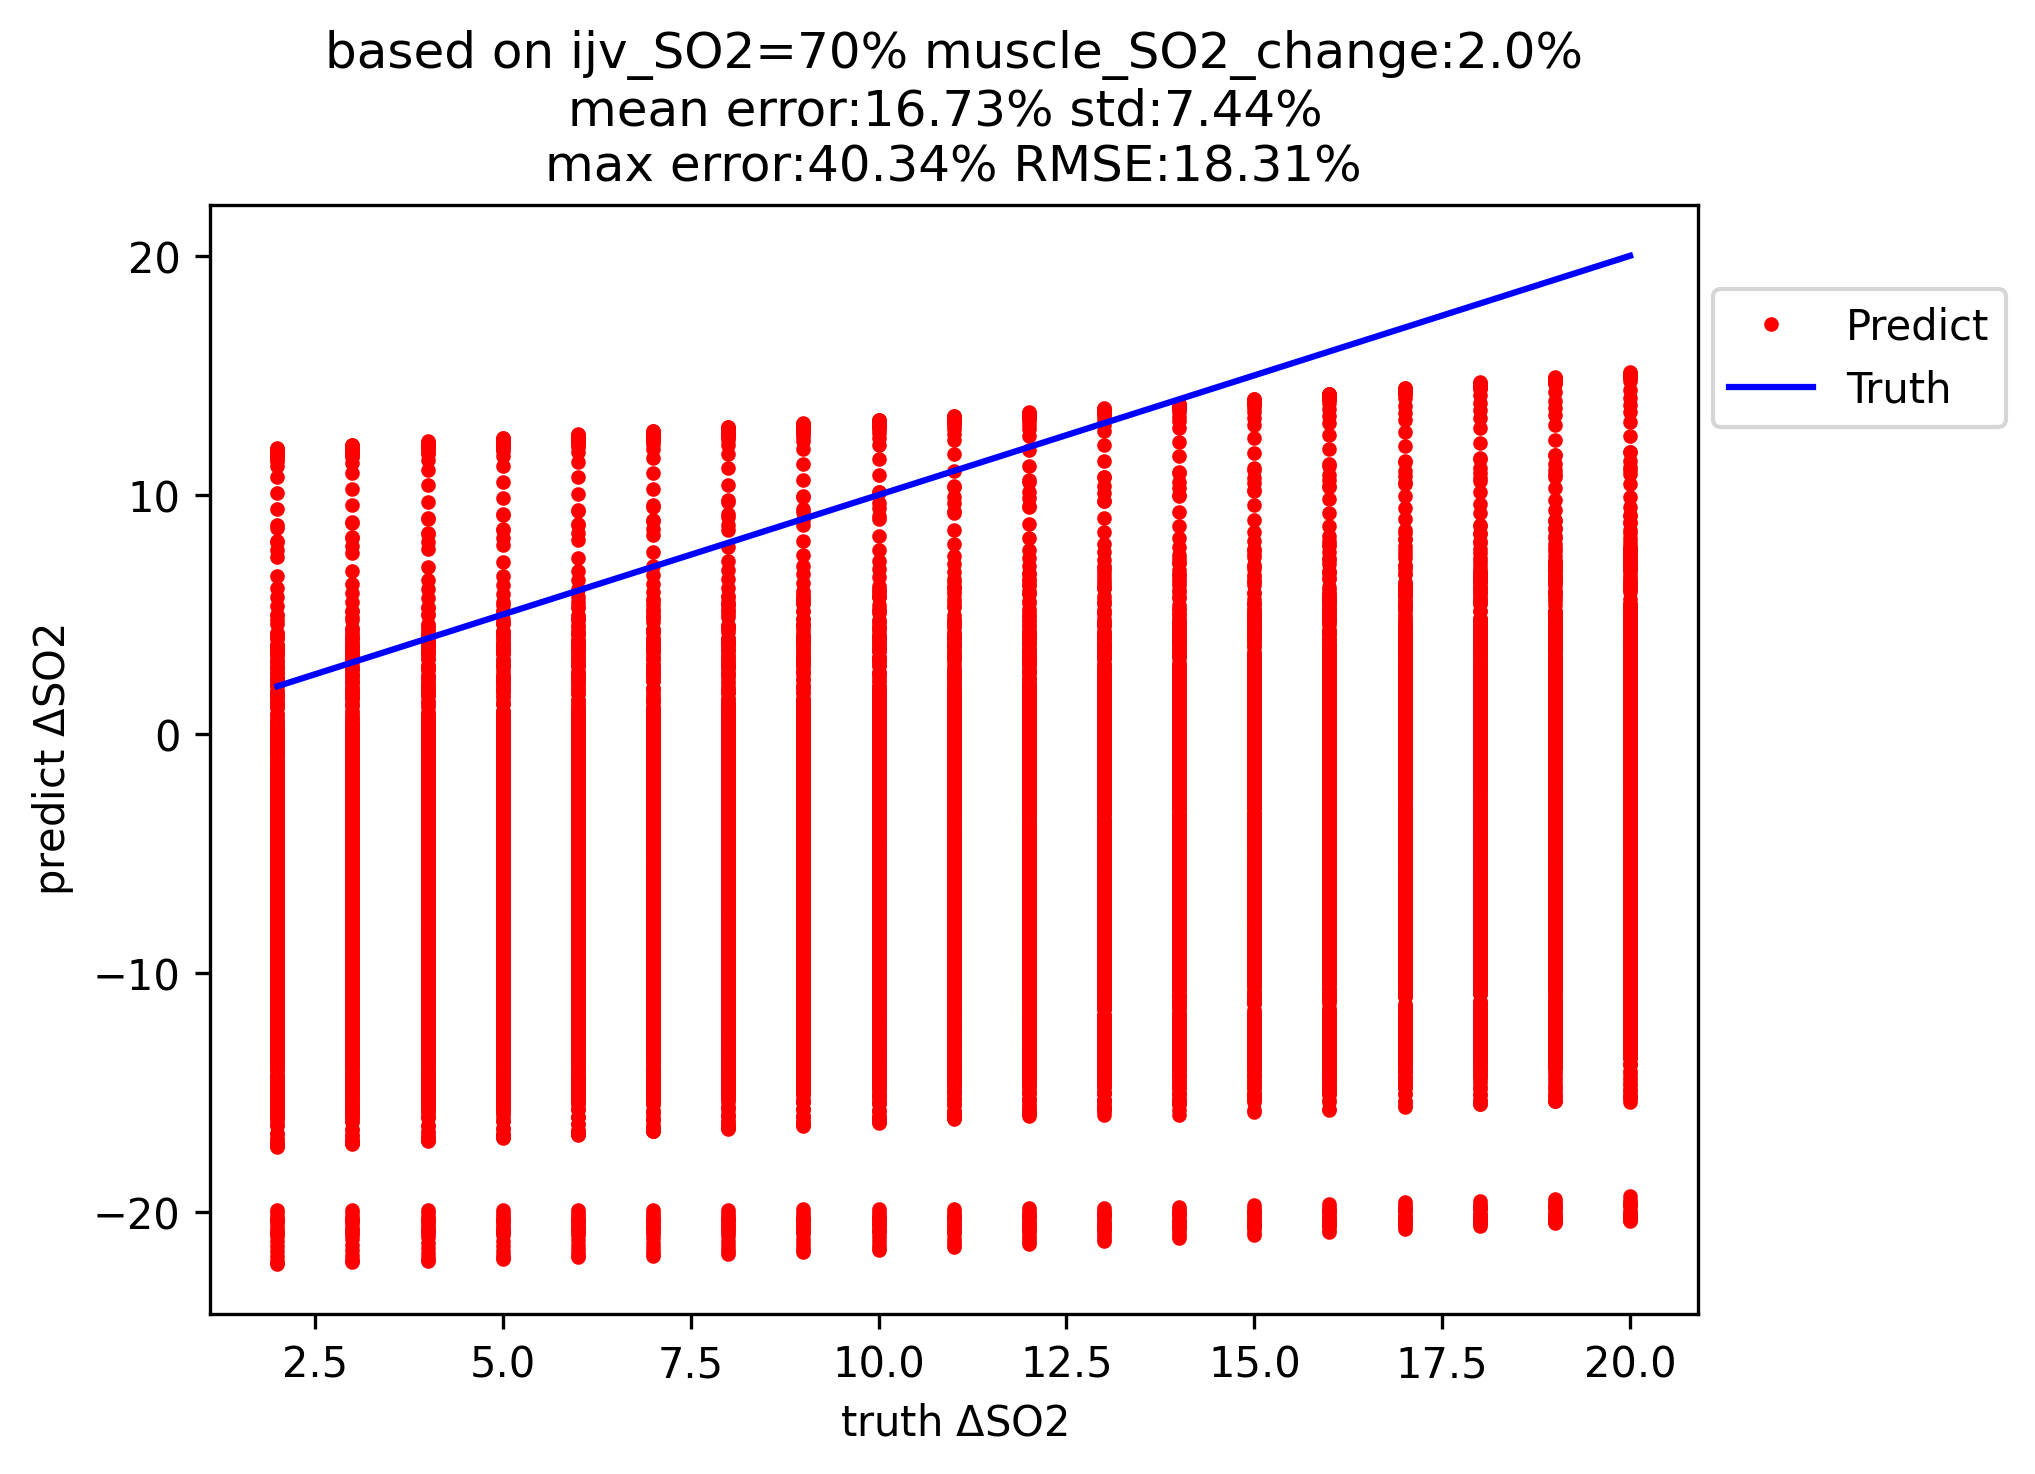 based on ijv_SO2=70% muscle_SO2_change:2.0%
mean error:16.73% std:7.44%
max error:40.34% RMSE:18.31%
20
10
0
−10
−20
predict ΔSO2
2.5 5.0 7.5 10.0 12.5 15.0 17.5 20.0
truth ΔSO2
Predict
Truth